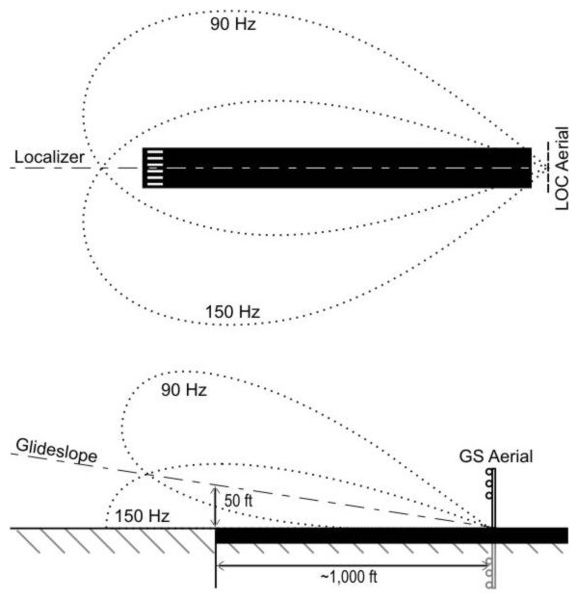 90 Hz
Localizer
LOC Aerial
150 Hz
90 Hz
Glideslope
GS Aerial
50 ft
150 Hz
~1,000 ft